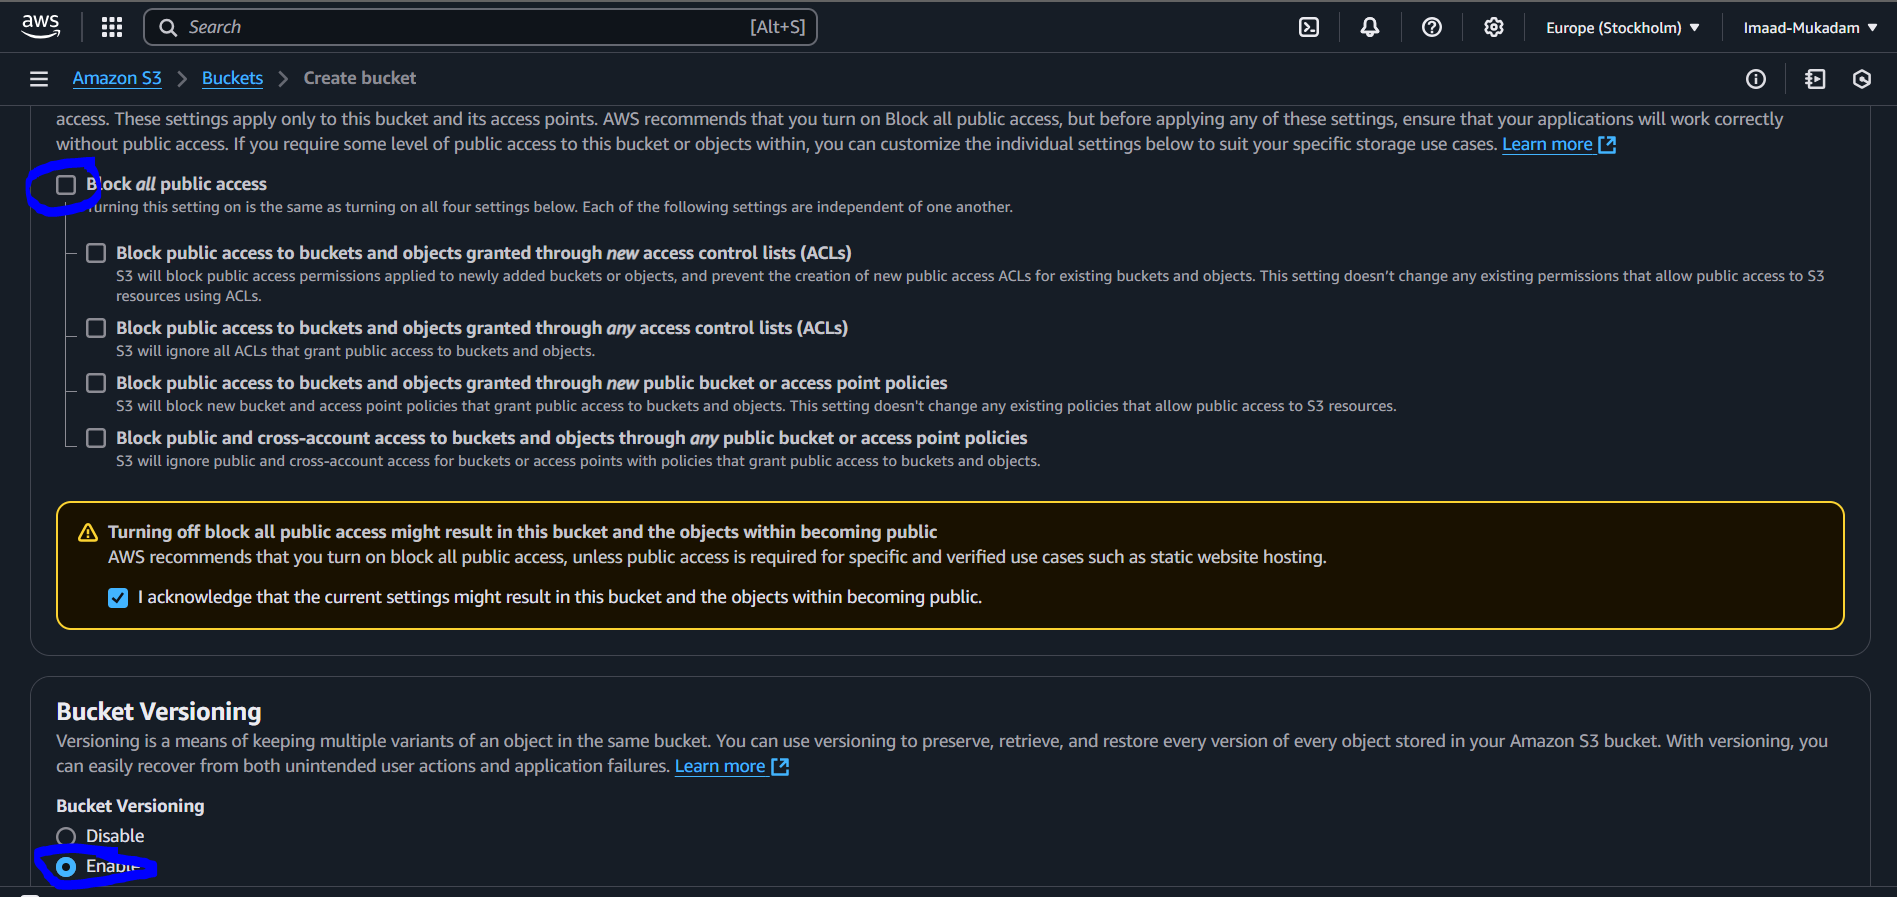 aws
Search
[Alt+S]
Europe (Stockholm)
Imaad-Mukadam
Amazon S3
Buckets
Create bucket
access. These settings apply only to this bucket and its access points. AWS recommends that you turn on Block all public access, but before applying any of these settings, ensure that your applications will work correctly
without public access. If you require some level of public access to this bucket or objects within, you can customize the individual settings below to suit your specific storage use cases. Learn more
Block all public access
Turning this setting on is the same as turning on all four settings below. Each of the following settings are independent of one another.
Block public access to buckets and objects granted through new access control lists (ACLs)
S3 will block public access permissions applied to newly added buckets or objects, and prevent the creation of new public access ACLs for existing buckets and objects. This setting doesn't change any existing permissions that allow public access to S3
resources using ACLs.
Block public access to buckets and objects granted through any access control lists (ACLs)
S3 will ignore all ACLs that grant public access to buckets and objects.
Block public access to buckets and objects granted through new public bucket or access point policies
S3 will block new bucket and access point policies that grant public access to buckets and objects. This setting doesn't change any existing policies that allow public access to S3 resources.
Block public and cross-account access to buckets and objects through any public bucket or access point policies
S3 will ignore public and cross-account access for buckets or access points with policies that grant public access to buckets and objects.
Turning off block all public access might result in this bucket and the objects within becoming public
AWS recommends that you turn on block all public access, unless public access is required for specific and verified use cases such as static website hosting.
I acknowledge that the current settings might result in this bucket and the objects within becoming public.
Bucket Versioning
Versioning is a means of keeping multiple variants of an object in the same bucket. You can use versioning to preserve, retrieve, and restore every version of every object stored in your Amazon S3 bucket. With versioning, you
can easily recover from both unintended user actions and application failures. Learn more
Bucket Versioning
Disable
Enable